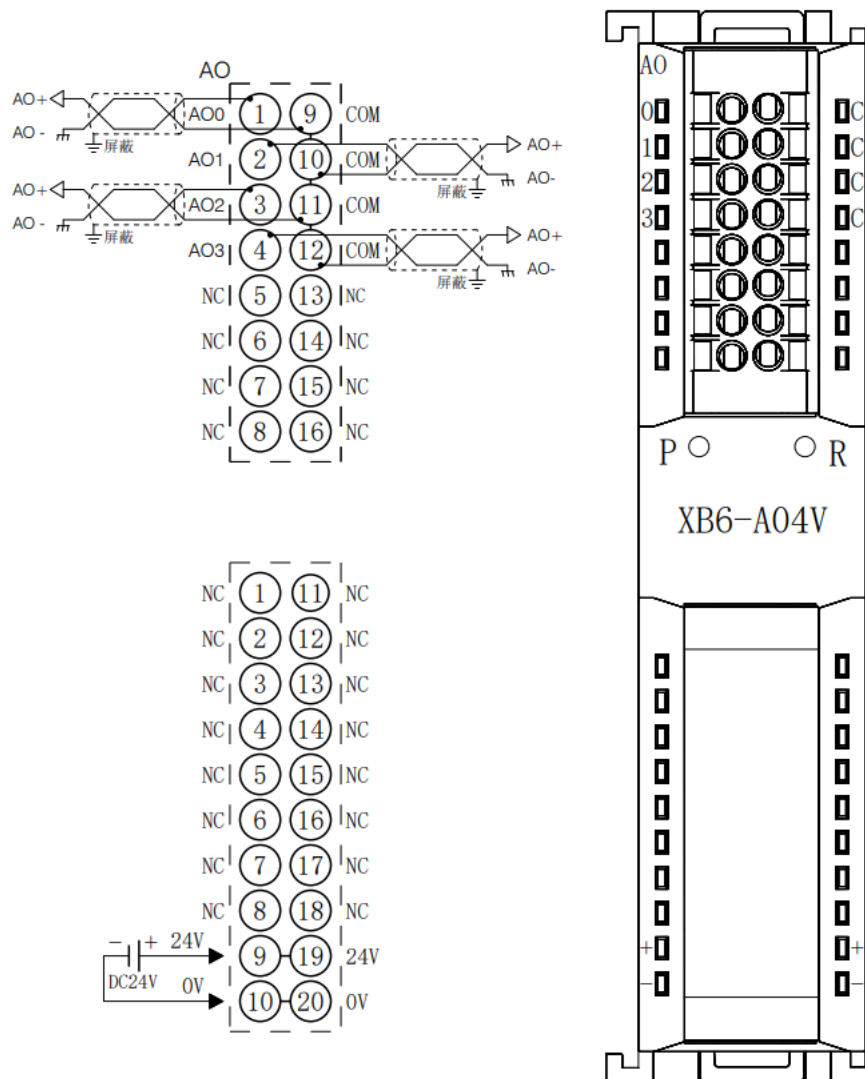 AO
AO+ AO0 1 9 COM
AO- 屏蔽
AO1 2 10 COM AO+
屏蔽 AO-
AO+ AO2 3 11 COM
AO- 屏蔽
AO3 4 12 COM AO+
屏蔽 AO-
NC 5 13 NC
NC 6 14 NC
NC 7 15 NC
NC 8 16 NC
NC 1 11 NC
NC 2 12 NC
NC 3 13 NC
NC 4 14 NC
NC 5 15 NC
NC 6 16 NC
NC 7 17 NC
NC 8 18 NC
- + 24V 9 19 24V
DC24V 0V 10 20 0V
AO
0 C
1 C
2 C
3 C
P R
XB6-A04V
+ +
- -